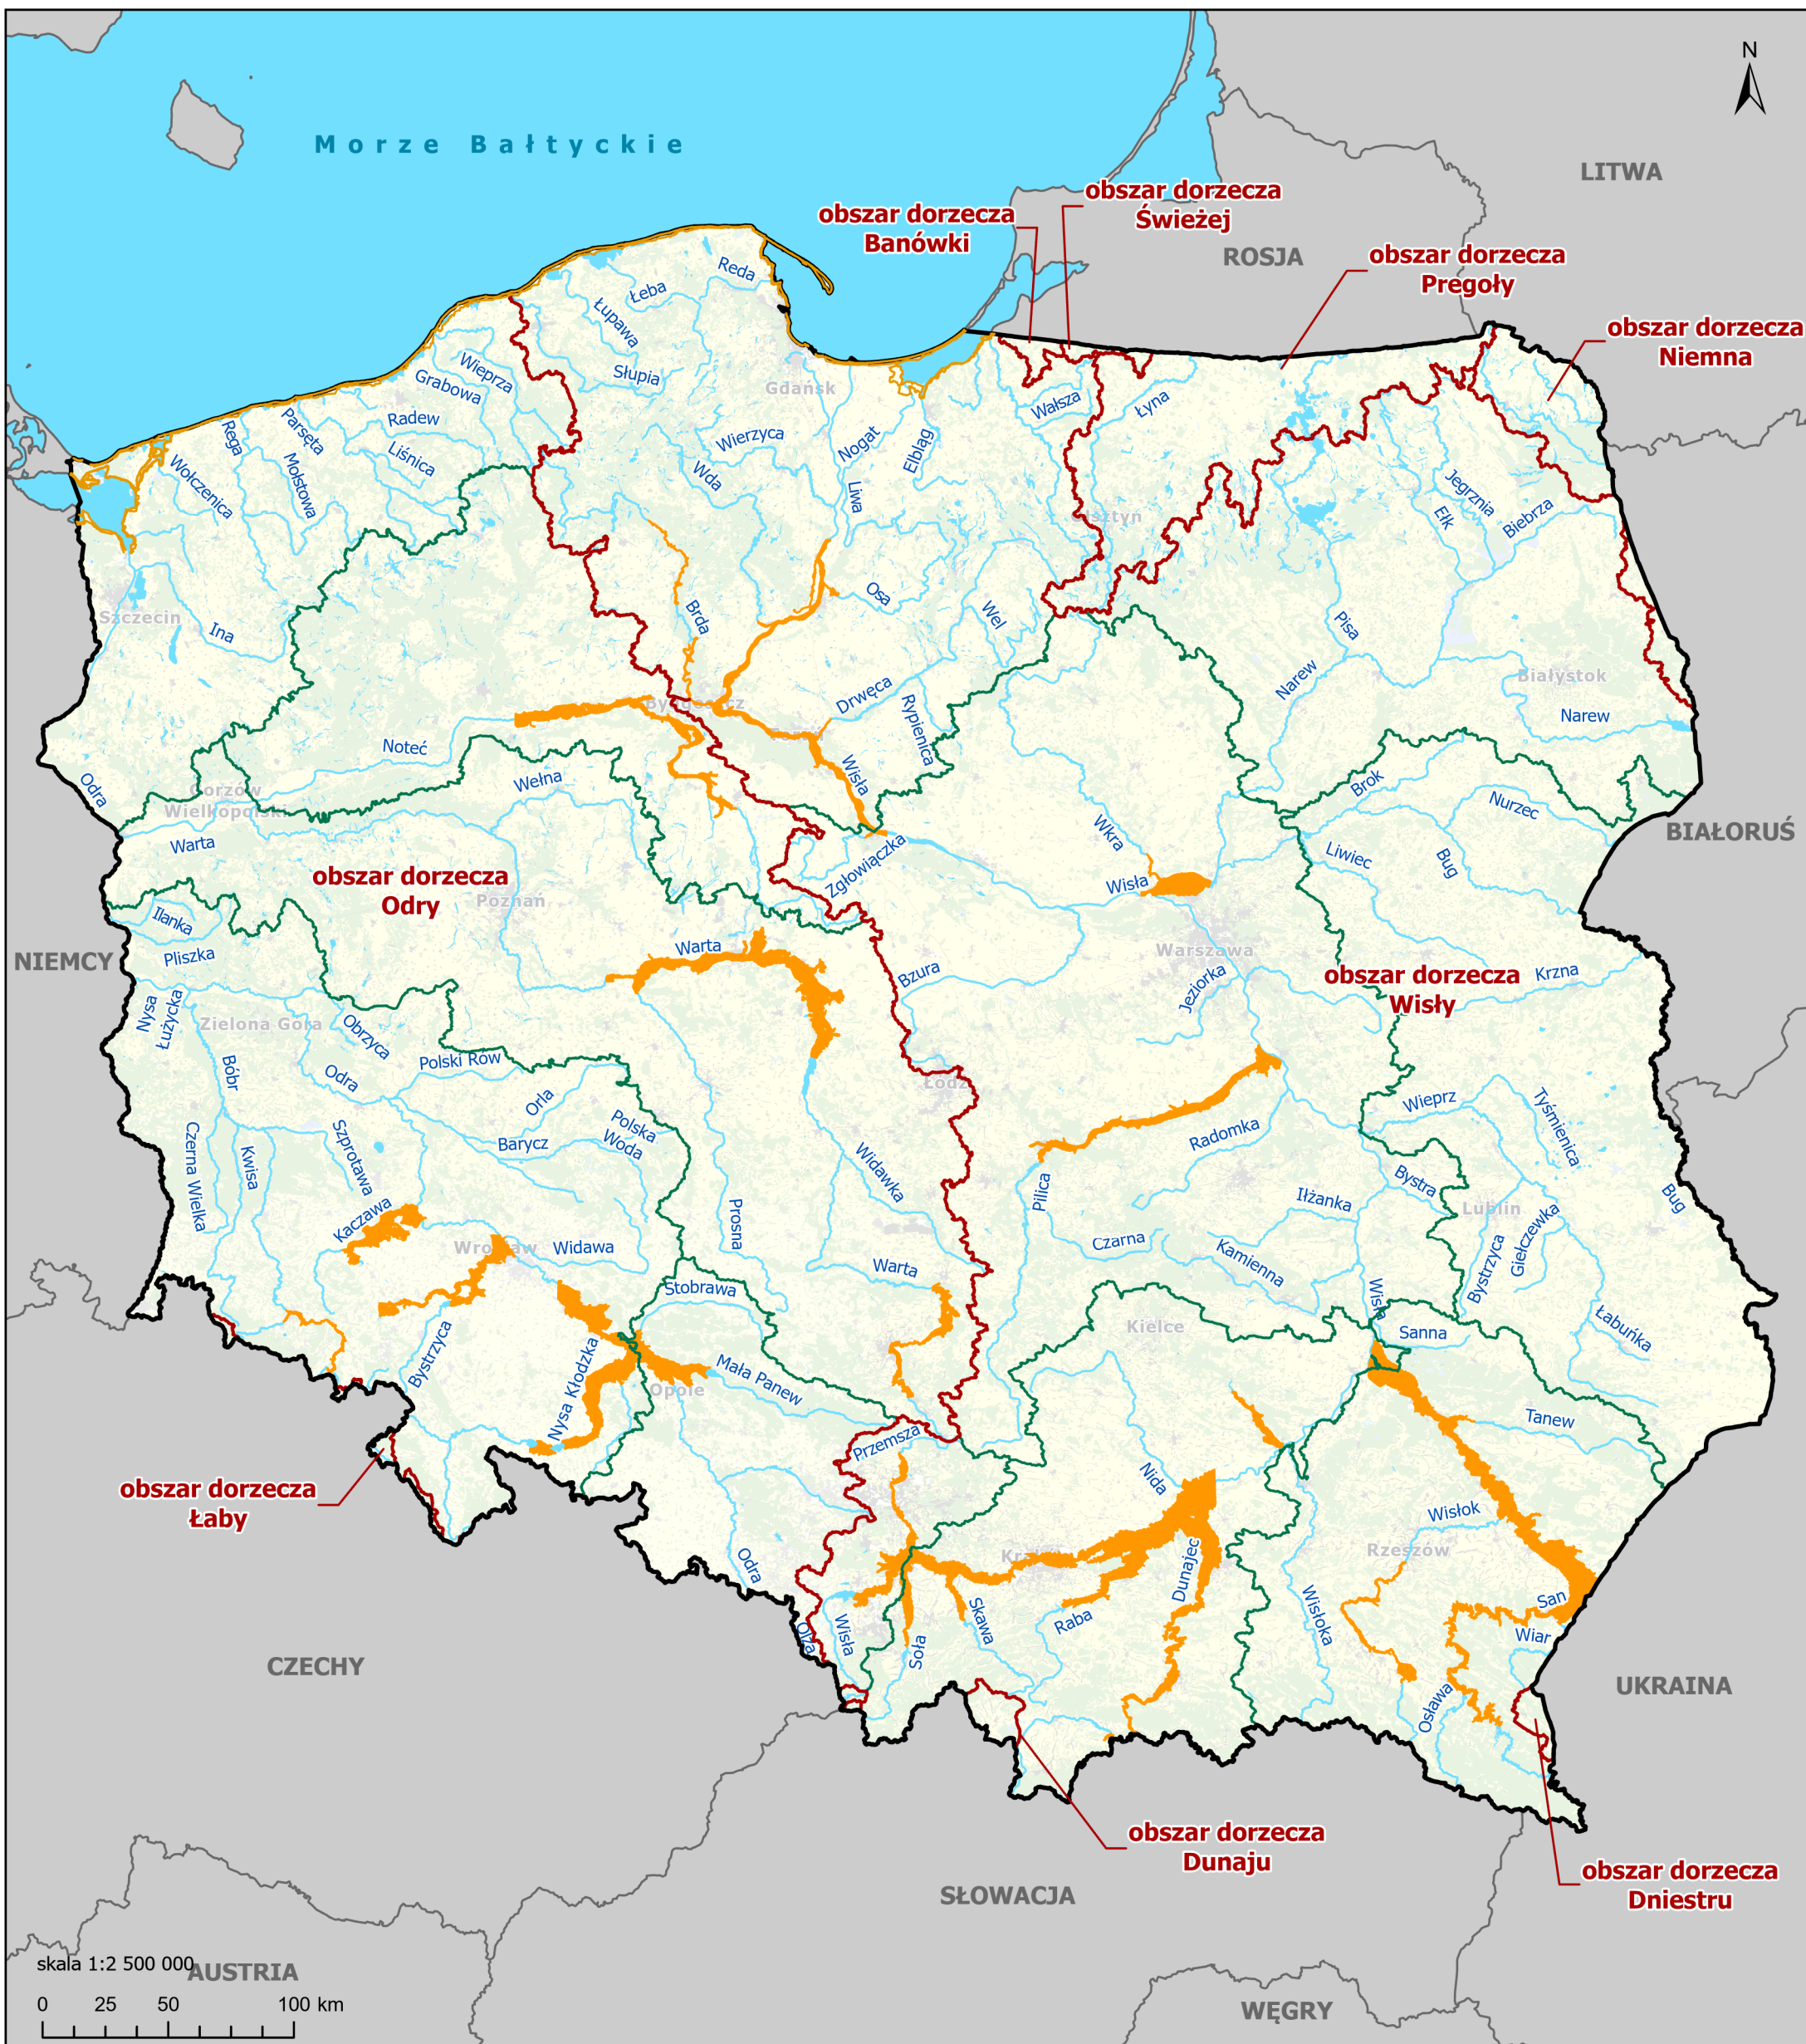 N
Morze Bałtyckie
LITWA
obszar dorzecza
Świeżej
obszar dorzecza
Banówki
ROSJA
obszar dorzecza
Pregoły
obszar dorzecza
Niemna
Reda
Łeba
Łupawa
Słupia
Wieprza
Grabowa
Gdańsk
Radew
Parsęta
Rega
Liśnica
Mołstowa
Wołczenica
Wierzyca
Wda
Nogat
Elbląg
Liwa
Wałsza
Łyna
Olsztyn
Jegrznia
Ełk
Biebrza
Szczecin
Ina
Brda
Osa
Wel
Pisa
Narew
Białystok
Narew
Drwęca
Rypienica
Bydgoszcz
Wisła
Noteć
Wełna
Odra
Gorzów
Wielkopolski
Warta
Brok
Nurzec
BIAŁORUŚ
Wkra
Liwiec
Bug
Zgłowiączka
Wisła
obszar dorzecza
Odry
Poznań
Ilanka
Pliszka
NIEMCY
Warta
Warszawa
Bzura
Jeziorka
obszar dorzecza
Wisły
Krzna
Nysa
Łużycka
Zielona Góra
Obrzyca
Bóbr
Odra
Polski Rów
Orla
Barycz
Polska
Woda
Łódź
Wieprz
Tyśmienica
Radomka
Czerna Wielka
Kwisa
Szprotawa
Widawka
Pilica
Iłżanka
Bystra
Lublin
Bug
Kaczawa
Prosna
Wrocław
Widawa
Czarna
Kamienna
Bystrzyca
Giełczewka
Stobrawa
Warta
Wisła
Sanna
Łabuńka
Kielce
Bystrzyca
Nysa Kłodzka
Opole
Mała Panew
Tanew
Przemsza
Nida
obszar dorzecza
Łaby
Wisłok
Rzeszów
Kraków
Odra
Olza
Wisła
Soła
Skawa
Raba
Dunajec
Wisłoka
San
Wiar
Osława
CZECHY
UKRAINA
obszar dorzecza
Dunaju
obszar dorzecza
Dniestru
SŁOWACJA
skala 1:2 500 000
AUSTRIA
WĘGRY
0 25 50 100 km